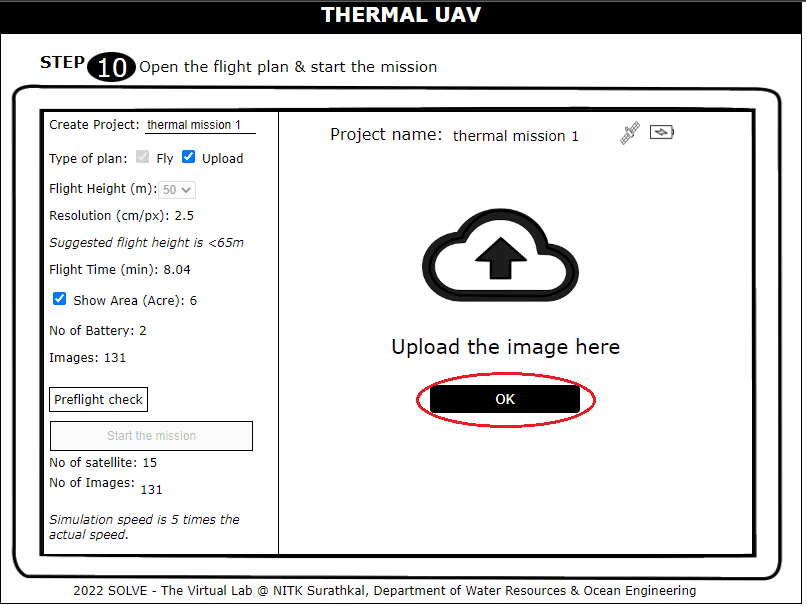 THERMAL UAV
STEP 10 Open the flight plan & start the mission
Create Project: thermal mission 1
Type of plan: Fly Upload
Flight Height (m): 50
Resolution (cm/px): 2.5
Suggested flight height is <65m
Flight Time (min): 8.04
Show Area (Acre): 6
No of Battery: 2
Images: 131
Preflight check
Start the mission
No of satellite: 15
No of Images: 131
Simulation speed is 5 times the
actual speed.
Project name: thermal mission 1
Upload the image here
OK
2022 SOLVE - The Virtual Lab @ NITK Surathkal, Department of Water Resources & Ocean Engineering